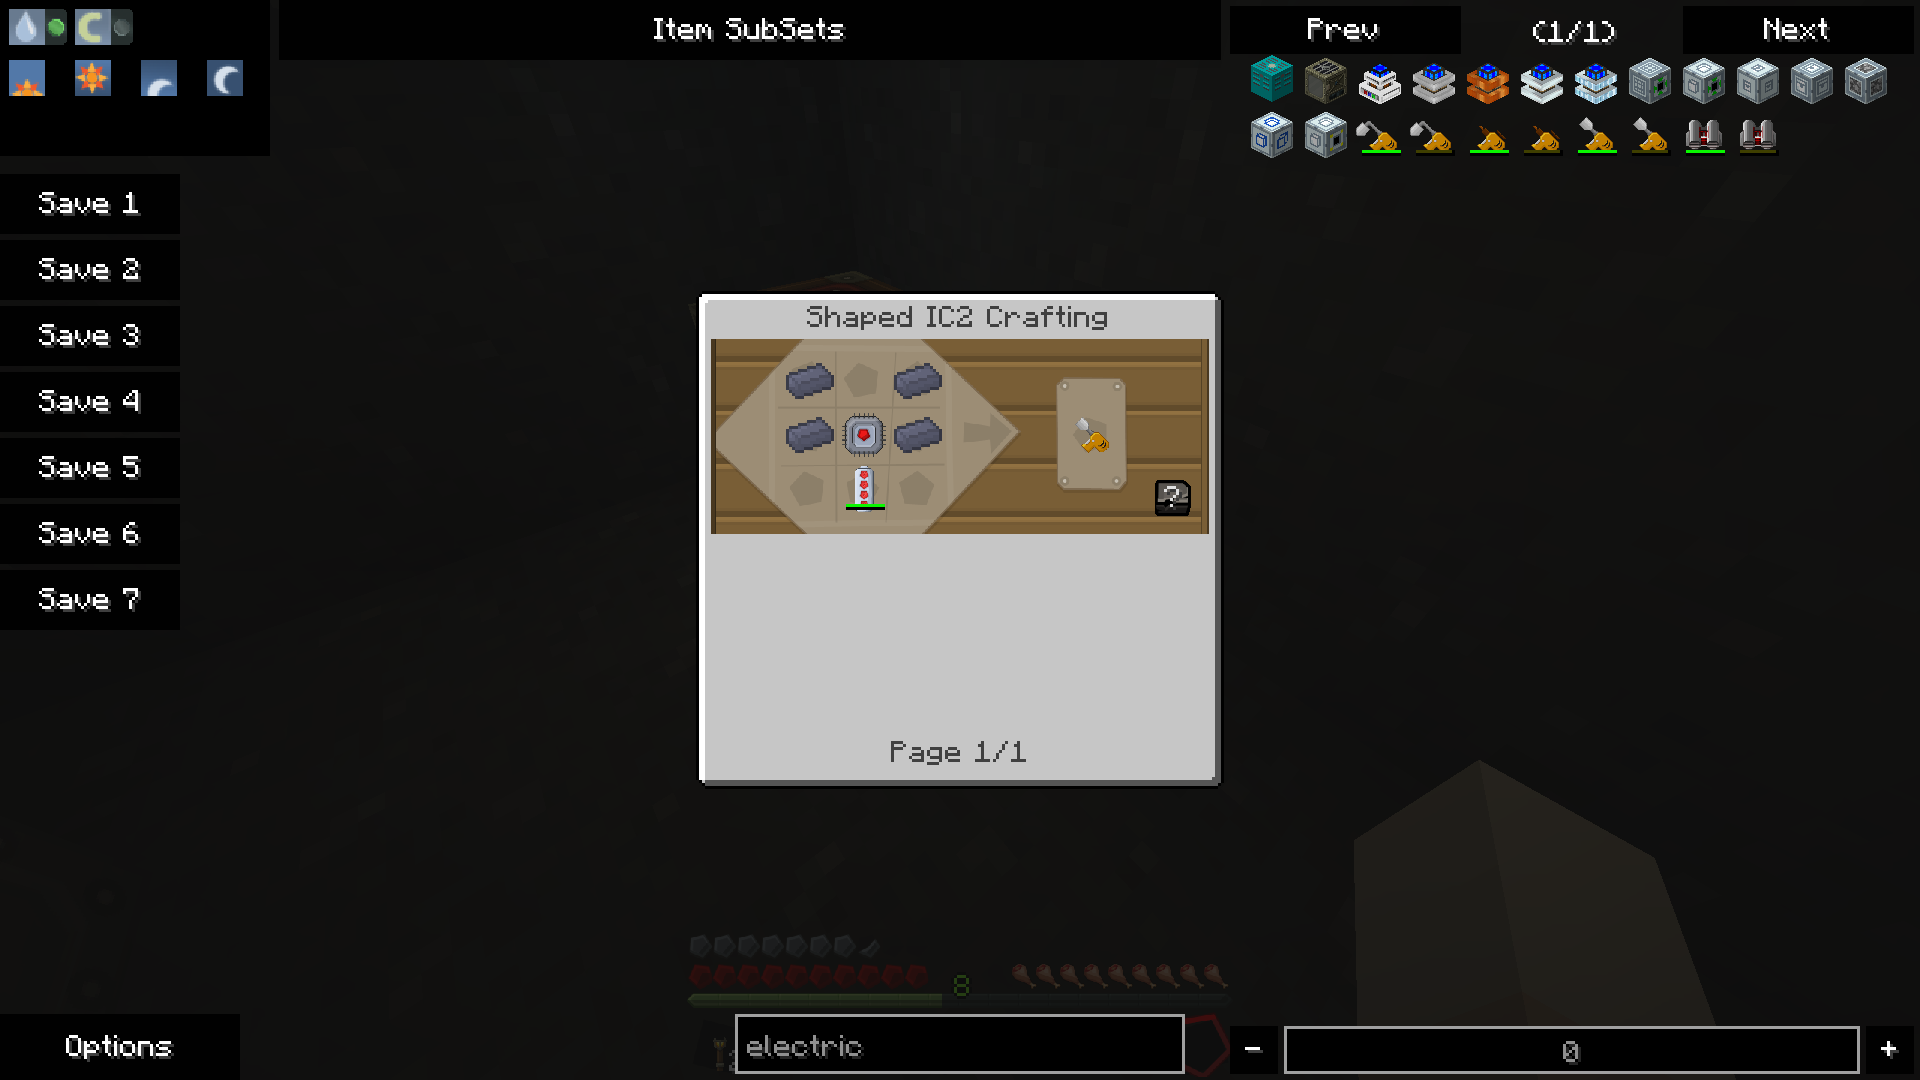 Item SubSets
Prev
(1/1)
Next
Save 1
Save 2
Save 3
Save 4
Save 5
Save 6
Save 7
Shaped IC2 Crafting
?
Page 1/1
8
Options
electric
-
0
+